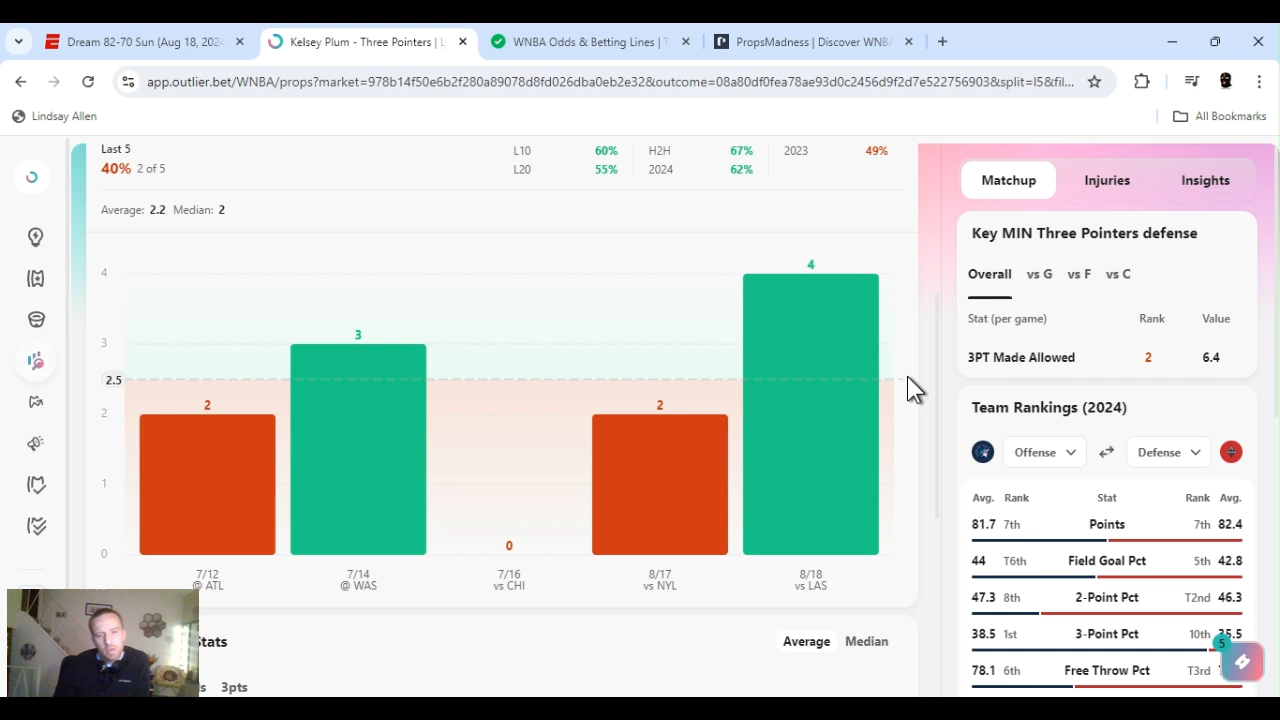 Dream 82-70 Sun (Aug 18, 202
Kelsey Plum - Three Pointers | L
WNBA Odds & Betting Lines | T
PropsMadness | Discover WNB
app.outlier.bet/WNBA/props?market=978b14f50e6b2f280a89078d8fd026dba0eb2e32&outcome=08a80df0fea78ae93d0c2456d9f2d7e522756903&split=l5&fil...
Lindsay Allen
All Bookmarks
Last 5
40% 2 of 5
L10 60% H2H 67% 2023 49%
L20 55% 2024 62%
Average: 2.2 Median: 2
4
3
2.5
2
1
0
2
3
0
2
4
7/12 7/14 7/16 8/17 8/18
@ ATL @ WAS vs CHI vs NYL vs LAS
Stats
Average Median
3pts
Matchup Injuries Insights
Key MIN Three Pointers defense
Overall vs G vs F vs C
Stat (per game) Rank Value
3PT Made Allowed 2 6.4
Team Rankings (2024)
Offense Defense
Avg. Rank Stat Rank Avg.
81.7 7th Points 7th 82.4
44 T6th Field Goal Pct 5th 42.8
47.3 8th 2-Point Pct T2nd 46.3
38.5 1st 3-Point Pct 10th 35.5
5
78.1 6th Free Throw Pct T3rd